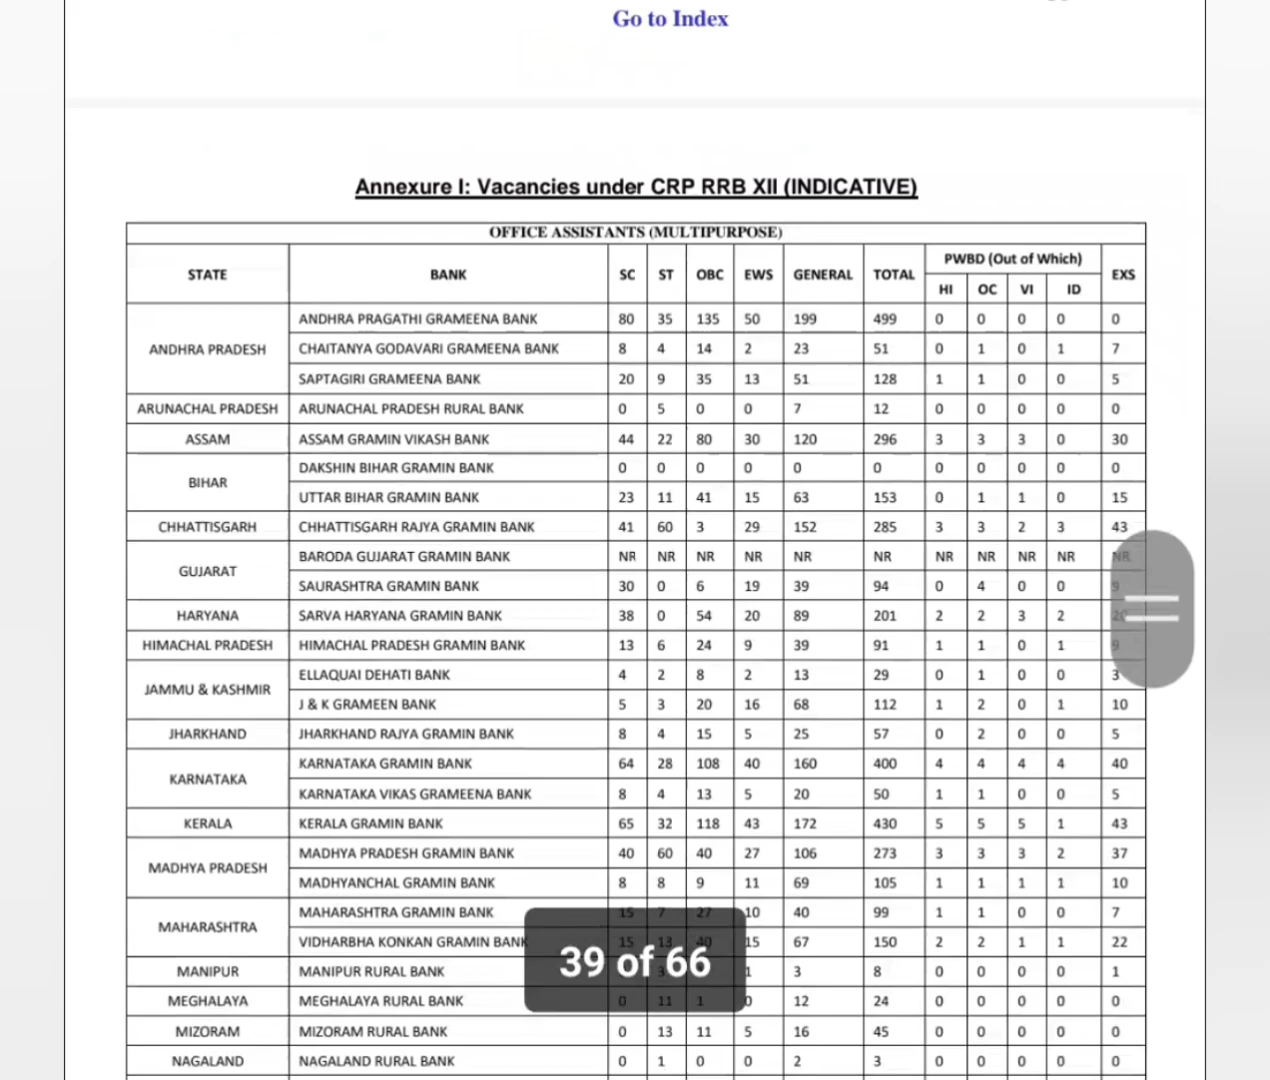 Go to Index
Annexure I: Vacancies under CRP RRB XII (INDICATIVE)
OFFICE ASSISTANTS (MULTIPURPOSE)
STATE BANK SC ST OBC EWS GENERAL TOTAL PWBD (Out of Which) EXS
HI OC VI ID
ANDHRA PRADESH
ANDHRA PRAGATHI GRAMEENA BANK 80 35 135 50 199 499 0 0 0 0 0
CHAITANYA GODAVARI GRAMEENA BANK 8 4 14 2 23 51 0 1 0 1 7
SAPTAGIRI GRAMEENA BANK 20 9 35 13 51 128 1 1 0 0 5
ARUNACHAL PRADESH ARUNACHAL PRADESH RURAL BANK 0 5 0 0 7 12 0 0 0 0 0
ASSAM ASSAM GRAMIN VIKASH BANK 44 22 80 30 120 296 3 3 3 0 30
BIHAR
DAKSHIN BIHAR GRAMIN BANK 0 0 0 0 0 0 0 0 0 0 0
UTTAR BIHAR GRAMIN BANK 23 11 41 15 63 153 0 1 1 0 15
CHHATTISGARH CHHATTISGARH RAJYA GRAMIN BANK 41 60 3 29 152 285 3 3 2 3 43
GUJARAT
BARODA GUJARAT GRAMIN BANK NR NR NR NR NR NR NR NR NR NR NR
SAURASHTRA GRAMIN BANK 30 0 6 19 39 94 0 4 0 0 9
HARYANA SARVA HARYANA GRAMIN BANK 38 0 54 20 89 201 2 2 3 2
HIMACHAL PRADESH HIMACHAL PRADESH GRAMIN BANK 13 6 24 9 39 91 1 1 0 1 9
JAMMU & KASHMIR
ELLAQUAI DEHATI BANK 4 2 8 2 13 29 0 1 0 0 3
J & K GRAMEEN BANK 5 3 20 16 68 112 1 2 0 1 10
JHARKHAND JHARKHAND RAJYA GRAMIN BANK 8 4 15 5 25 57 0 2 0 0 5
KARNATAKA
KARNATAKA GRAMIN BANK 64 28 108 40 160 400 4 4 4 4 40
KARNATAKA VIKAS GRAMEENA BANK 8 4 13 5 20 50 1 1 0 0 5
KERALA KERALA GRAMIN BANK 65 32 118 43 172 430 5 5 5 1 43
MADHYA PRADESH
MADHYA PRADESH GRAMIN BANK 40 60 40 27 106 273 3 3 3 2 37
MADHYANCHAL GRAMIN BANK 8 8 9 11 69 105 1 1 1 1 10
MAHARASHTRA
MAHARASHTRA GRAMIN BANK 15 7 27 10 40 99 1 1 0 0 7
VIDHARBHA KONKAN GRAMIN BANK 15 13 40 15 67 150 2 2 1 1 22
39 of 66
MANIPUR MANIPUR RURAL BANK 1 3 8 0 0 0 0 1
MEGHALAYA MEGHALAYA RURAL BANK 0 11 1 0 12 24 0 0 0 0 0
MIZORAM MIZORAM RURAL BANK 0 13 11 5 16 45 0 0 0 0 0
NAGALAND NAGALAND RURAL BANK 0 1 0 0 2 3 0 0 0 0 0